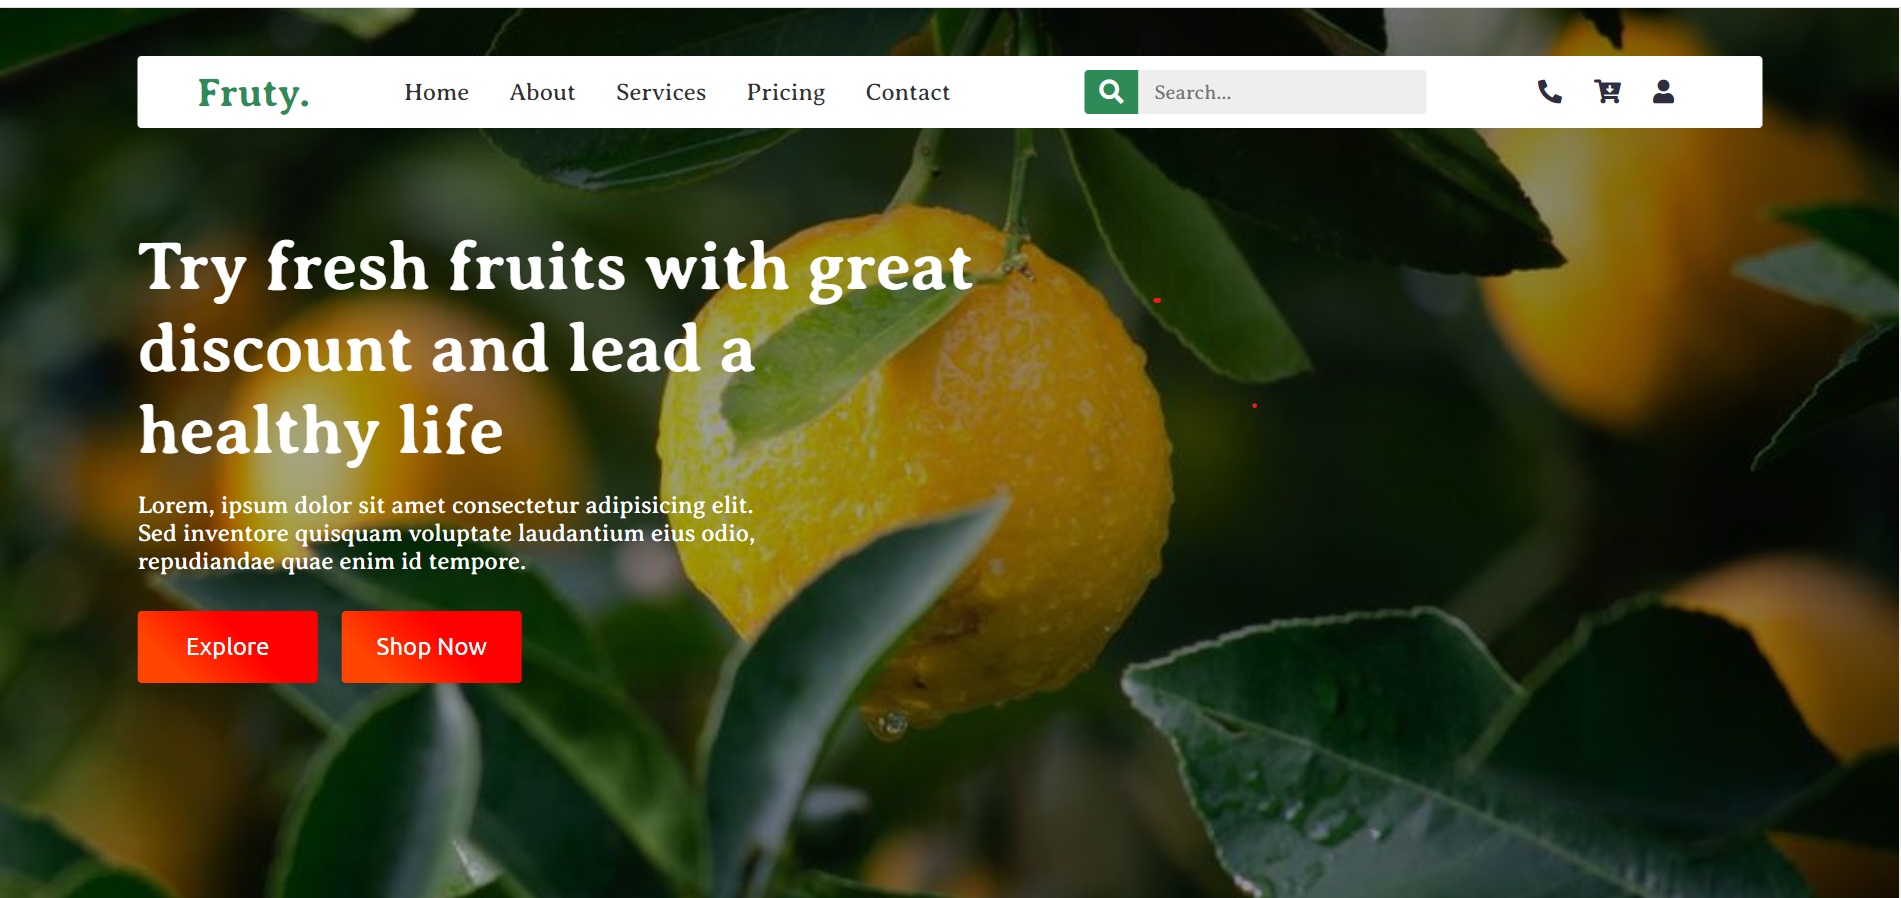 Fruty.
Home About Services Pricing Contact
Search...
Try fresh fruits with great
discount and lead a
healthy life
Lorem, ipsum dolor sit amet consectetur adipisicing elit.
Sed inventore quisquam voluptate laudantium eius odio,
repudiandae quae enim id tempore.
Explore
Shop Now